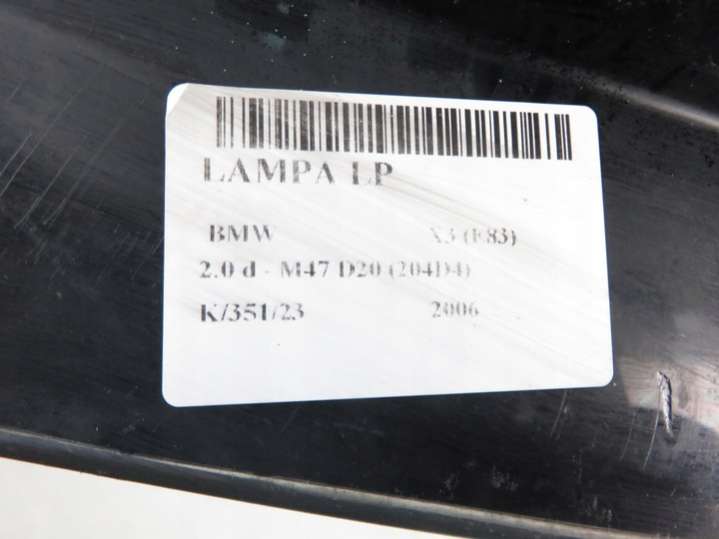 LAMPA LP
BMW X3 (E83)
2.0 d - M47 D20 (204D4)
K/351/23 2006